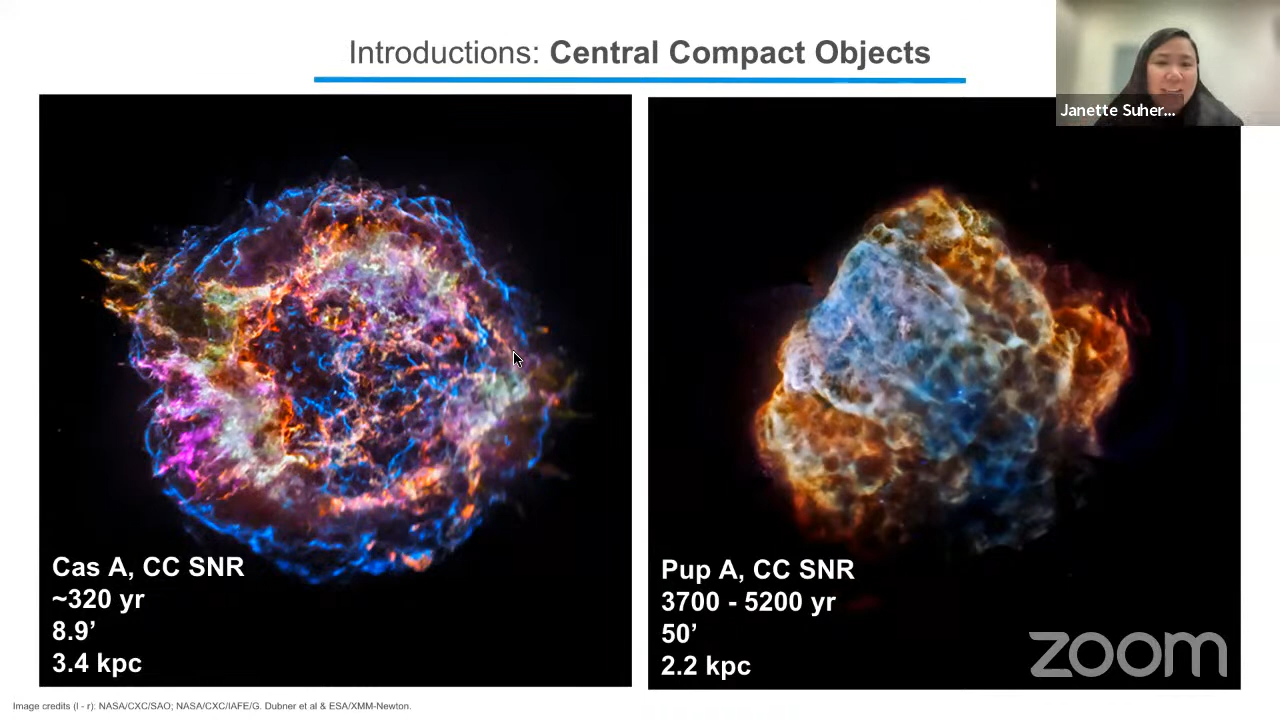 Introductions: Central Compact Objects
Janette Suher...
Cas A, CC SNR
~320 yr
8.9’
3.4 kpc
Pup A, CC SNR
3700 - 5200 yr
50’
2.2 kpc
zoom
Image credits (l - r): NASA/CXC/SAO; NASA/CXC/IAFE/G. Dubner et al & ESA/XMM-Newton.